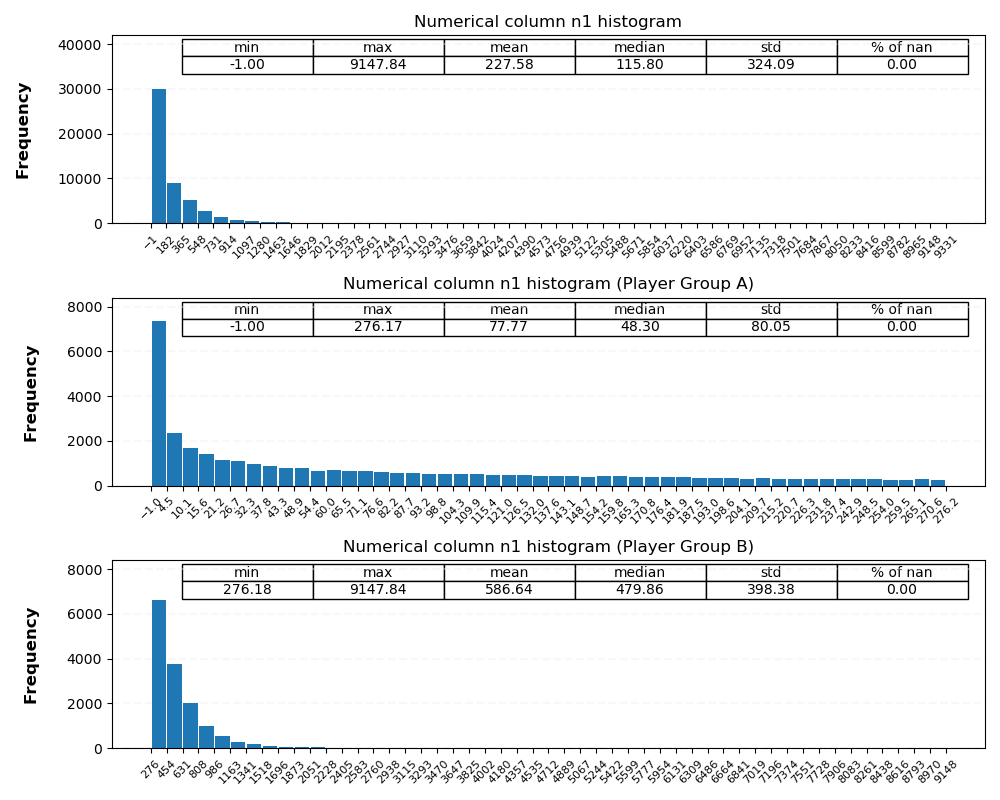 Numerical column n1 histogram
40000 30000 20000 10000 0
Frequency
min max mean median std % of nan
-1.00 9147.84 227.58 115.80 324.09 0.00
−1 182 365 548 731 914 1097 1280 1463 1646 1829 2012 2195 2378 2561 2744 2927 3110 3293 3476 3659 3842 4024 4207 4390 4573 4756 4939 5122 5305 5488 5671 5854 6037 6220 6403 6586 6769 6952 7135 7318 7501 7684 7867 8050 8233 8416 8599 8782 8965 9148 9331
Numerical column n1 histogram (Player Group A)
8000 6000 4000 2000 0
Frequency
min max mean median std % of nan
-1.00 276.17 77.77 48.30 80.05 0.00
−1.0 4.5 10.1 15.6 21.2 26.7 32.3 37.8 43.3 48.9 54.4 60.0 65.5 71.1 76.6 82.2 87.7 93.2 98.8 104.3 109.9 115.4 121.0 126.5 132.0 137.6 143.1 148.7 154.2 159.8 165.3 170.8 176.4 181.9 187.5 193.0 198.6 204.1 209.7 215.2 220.7 226.3 231.8 237.4 242.9 248.5 254.0 259.5 265.1 270.6 276.2
Numerical column n1 histogram (Player Group B)
8000 6000 4000 2000 0
Frequency
min max mean median std % of nan
276.18 9147.84 586.64 479.86 398.38 0.00
276 454 631 808 986 1163 1341 1518 1696 1873 2051 2228 2405 2583 2760 2938 3115 3293 3470 3647 3825 4002 4180 4357 4535 4712 4889 5067 5244 5422 5599 5777 5954 6131 6309 6486 6664 6841 7019 7196 7374 7551 7728 7906 8083 8261 8438 8616 8793 8970 9148